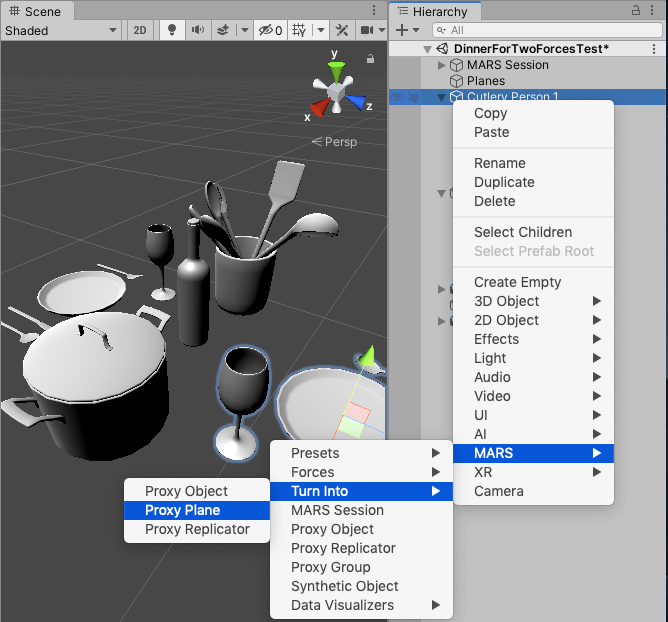 Scene
Shaded
2D
0
y
x
z
Persp
Hierarchy
All
DinnerForTwoForcesTest*
MARS Session
Planes
Cutlery Person 1
Copy
Paste
Rename
Duplicate
Delete
Select Children
Select Prefab Root
Create Empty
3D Object
2D Object
Effects
Light
Audio
Video
UI
AI
MARS
XR
Camera
Presets
Forces
Turn Into
MARS Session
Proxy Object
Proxy Replicator
Proxy Group
Synthetic Object
Data Visualizers
Proxy Object
Proxy Plane
Proxy Replicator